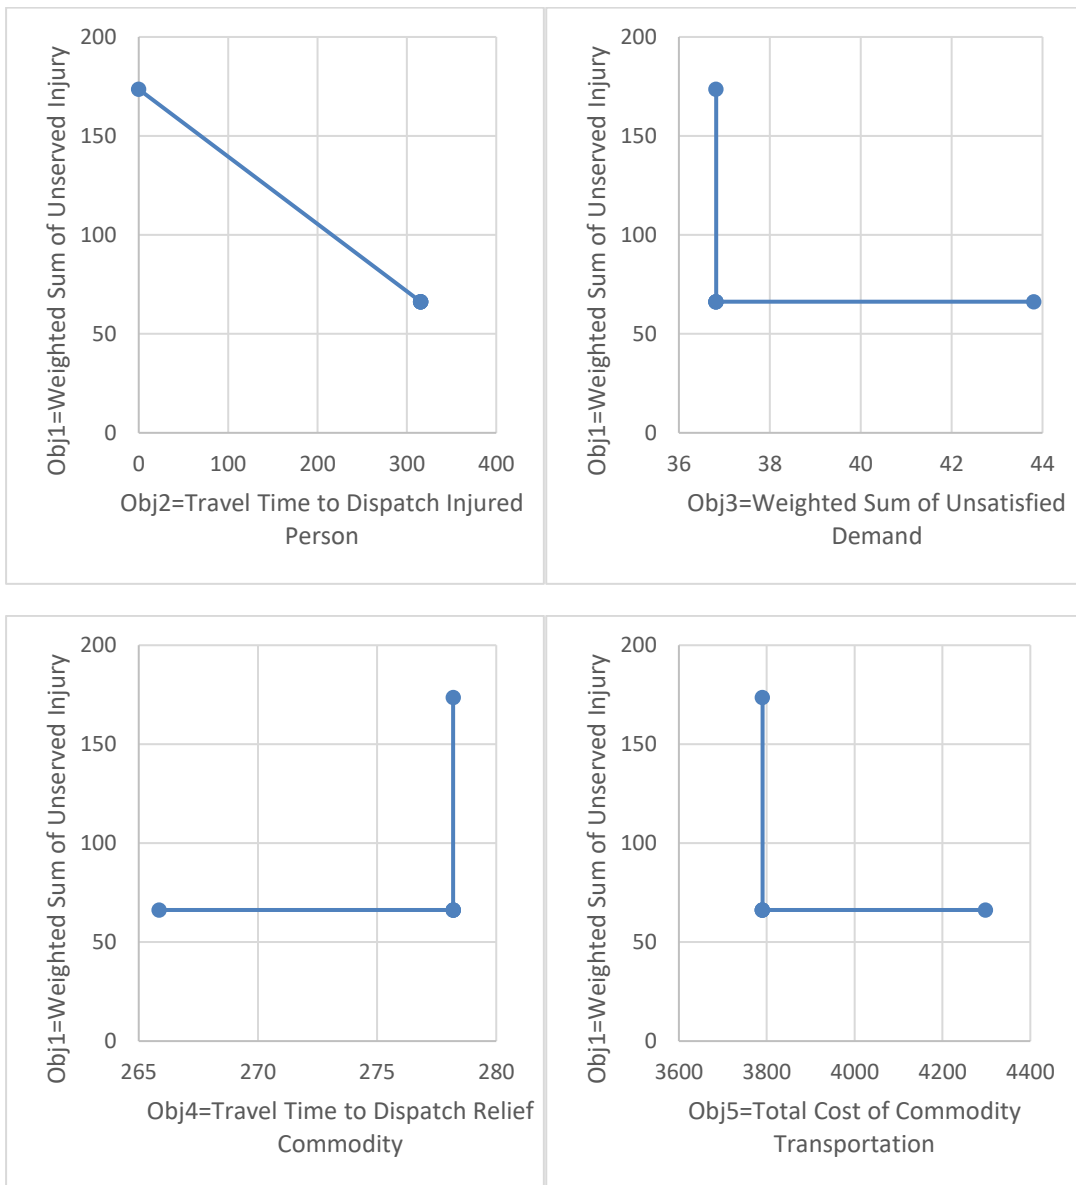 Obj1=Weighted Sum of Unserved Injury
200
150
100
50
0
0 100 200 300 400
Obj2=Travel Time to Dispatch Injured
Person
Obj1=Weighted Sum of Unserved Injury
200
150
100
50
0
36 38 40 42 44
Obj3=Weighted Sum of Unsatisfied
Demand
Obj1=Weighted Sum of Unserved Injury
200
150
100
50
0
265 270 275 280
Obj4=Travel Time to Dispatch Relief
Commodity
Obj1=Weighted Sum of Unserved Injury
200
150
100
50
0
3600 3800 4000 4200 4400
Obj5=Total Cost of Commodity
Transportation